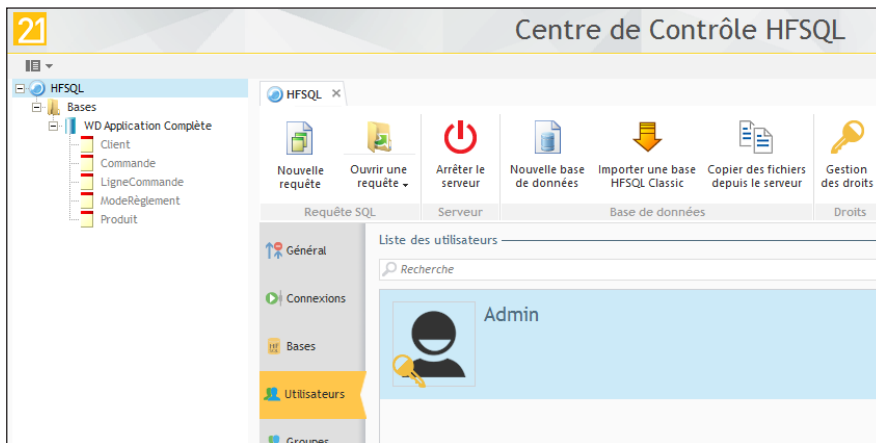 21
Centre de Contrôle HFSQL
HFSQL
Bases
WD Application Complète
Client
Commande
LigneCommande
ModeRèglement
Produit
HFSQL
Nouvelle
requête
Ouvrir une
requête
Arrêter le
serveur
Nouvelle base
de données
Importer une base
HFSQL Classic
Copier des fichiers
depuis le serveur
Gestion
des droits
Requête SQL
Serveur
Base de données
Droits
Général
Connexions
Bases
Utilisateurs
Groupes
Liste des utilisateurs
Recherche
Admin